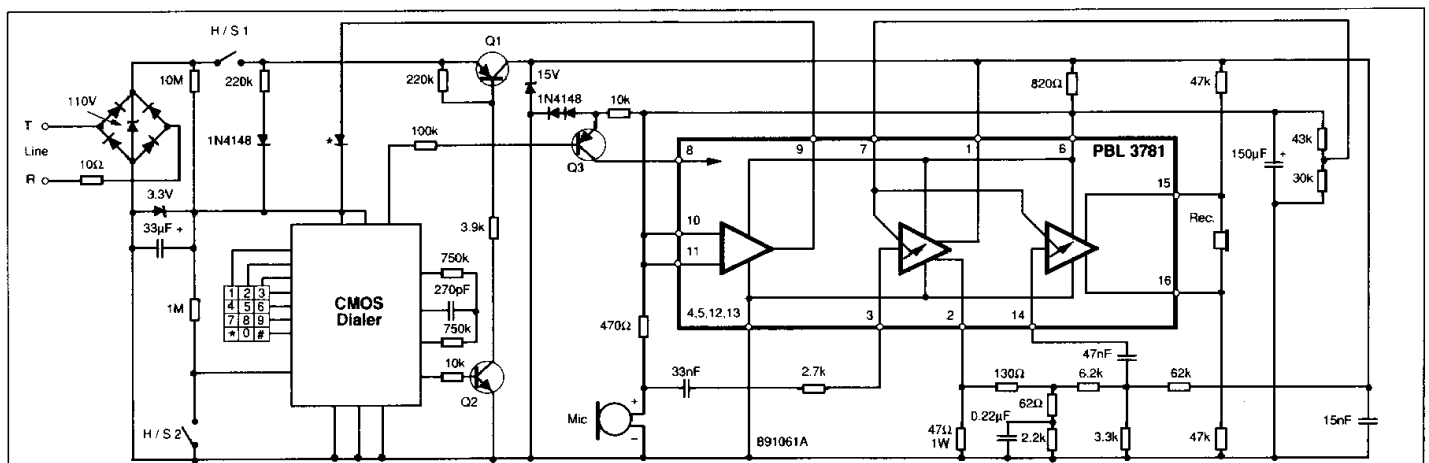 H / S 1
Q1
10M
220k
220k
15V
820Ω
47k
110V
1N4148
10k
T
Line
1N4148
*
100k
9
7
1
6
43k
Q3
8
PBL 3781
150µF +
R
10Ω
15
30k
3.3V
3.9k
10
Rec.
33µF +
11
750k
1 2 3
4 5 6
7 8 9
* 0 #
CMOS
Dialer
270pF
16
1M
470Ω
4,5,12,13
3
2
14
750k
47nF
10k
33nF
2.7k
130Ω
6.2k
62k
Q2
+
62Ω
Mic
0.22µF
15nF
H / S 2
–
B91061A
47Ω
1W
2.2k
3.3k
47k